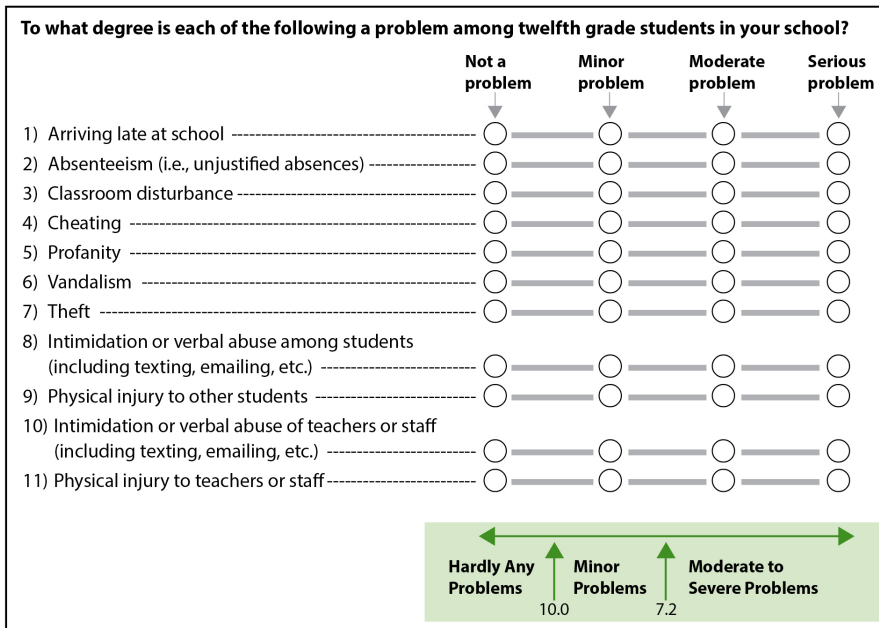 To what degree is each of the following a problem among twelfth grade students in your school?
Not a problem
Minor problem
Moderate problem
Serious problem
1) Arriving late at school
2) Absenteeism (i.e., unjustified absences)
3) Classroom disturbance
4) Cheating
5) Profanity
6) Vandalism
7) Theft
8) Intimidation or verbal abuse among students
(including texting, emailing, etc.)
9) Physical injury to other students
10) Intimidation or verbal abuse of teachers or staff
(including texting, emailing, etc.)
11) Physical injury to teachers or staff
Hardly Any
Problems
Minor
Problems
Moderate to
Severe Problems
10.0
7.2